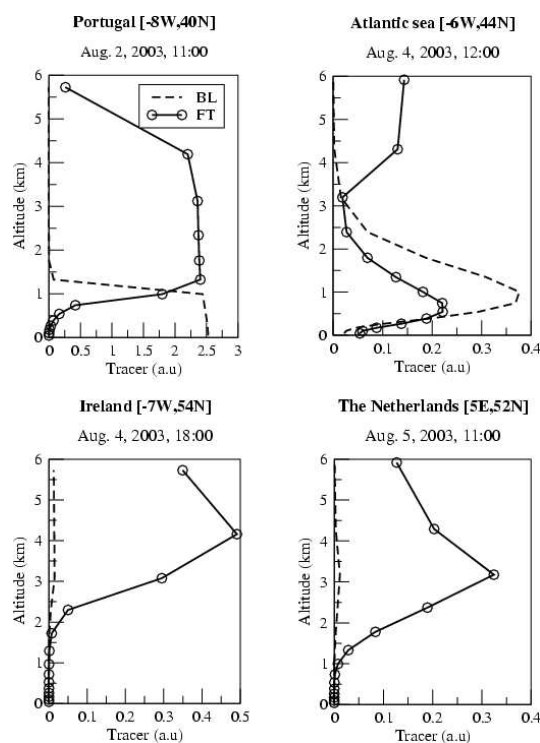 Portugal [-8W,40N]
Aug. 2, 2003, 11:00
6
5
4
3
2
1
0
Altitude (km)
BL
FT
0 0.5 1 1.5 2 2.5 3
Tracer (a.u)
Atlantic sea [-6W,44N]
Aug. 4, 2003, 12:00
6
5
4
3
2
1
0
Altitude (km)
0 0.1 0.2 0.3 0.4
Tracer (a.u)
Ireland [-7W,54N]
Aug. 4, 2003, 18:00
6
5
4
3
2
1
0
Altitude (km)
0 0.1 0.2 0.3 0.4 0.5
Tracer (a.u)
The Netherlands [5E,52N]
Aug. 5, 2003, 11:00
6
5
4
3
2
1
0
Altitude (km)
0 0.1 0.2 0.3 0.4
Tracer (a.u)